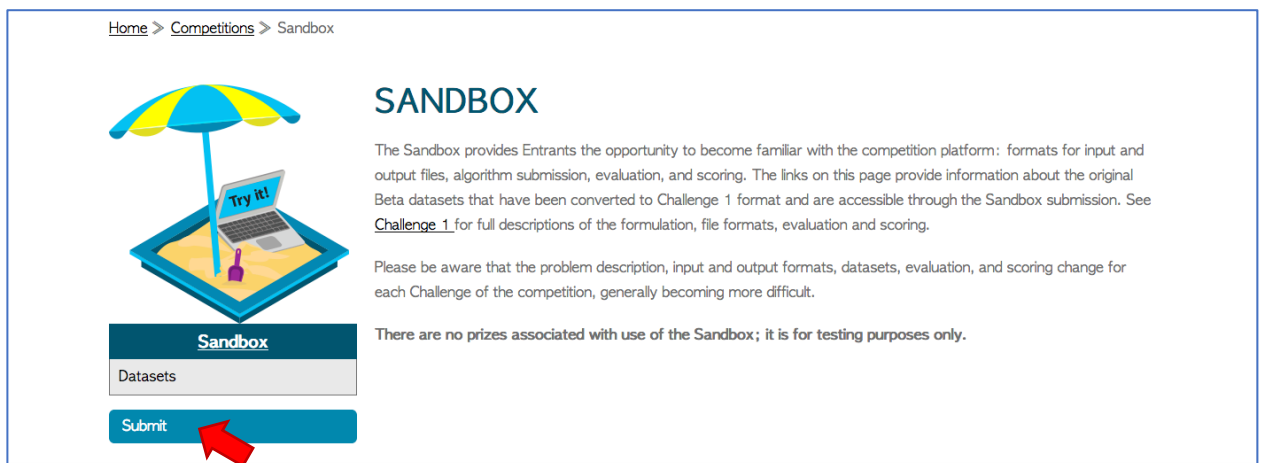 Home > Competitions > Sandbox
SANDBOX
The Sandbox provides Entrants the opportunity to become familiar with the competition platform: formats for input and
output files, algorithm submission, evaluation, and scoring. The links on this page provide information about the original
Beta datasets that have been converted to Challenge 1 format and are accessible through the Sandbox submission. See
Challenge 1 for full descriptions of the formulation, file formats, evaluation and scoring.
Please be aware that the problem description, input and output formats, datasets, evaluation, and scoring change for
each Challenge of the competition, generally becoming more difficult.
There are no prizes associated with use of the Sandbox; it is for testing purposes only.
Try it!
Sandbox
Datasets
Submit